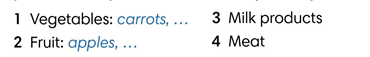 1 Vegetables: carrots, …
2 Fruit: apples, …
3 Milk products
4 Meat